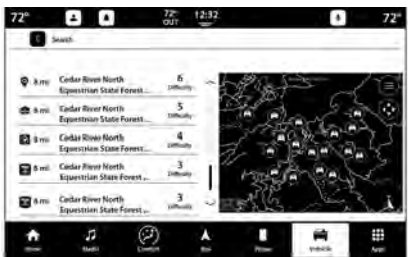 72°
72°
OUT
12:32
72°
Search
8 mi
Cedar River North
Equestrian State Forest...
6
Difficulty
8 mi
Cedar River North
Equestrian State Forest...
5
Difficulty
8 mi
Cedar River North
Equestrian State Forest...
4
Difficulty
8 mi
Cedar River North
Equestrian State Forest...
3
Difficulty
8 mi
Cedar River North
Equestrian State Forest...
3
Difficulty
Home
Media
Comfort
Nav
Phone
Vehicle
Apps